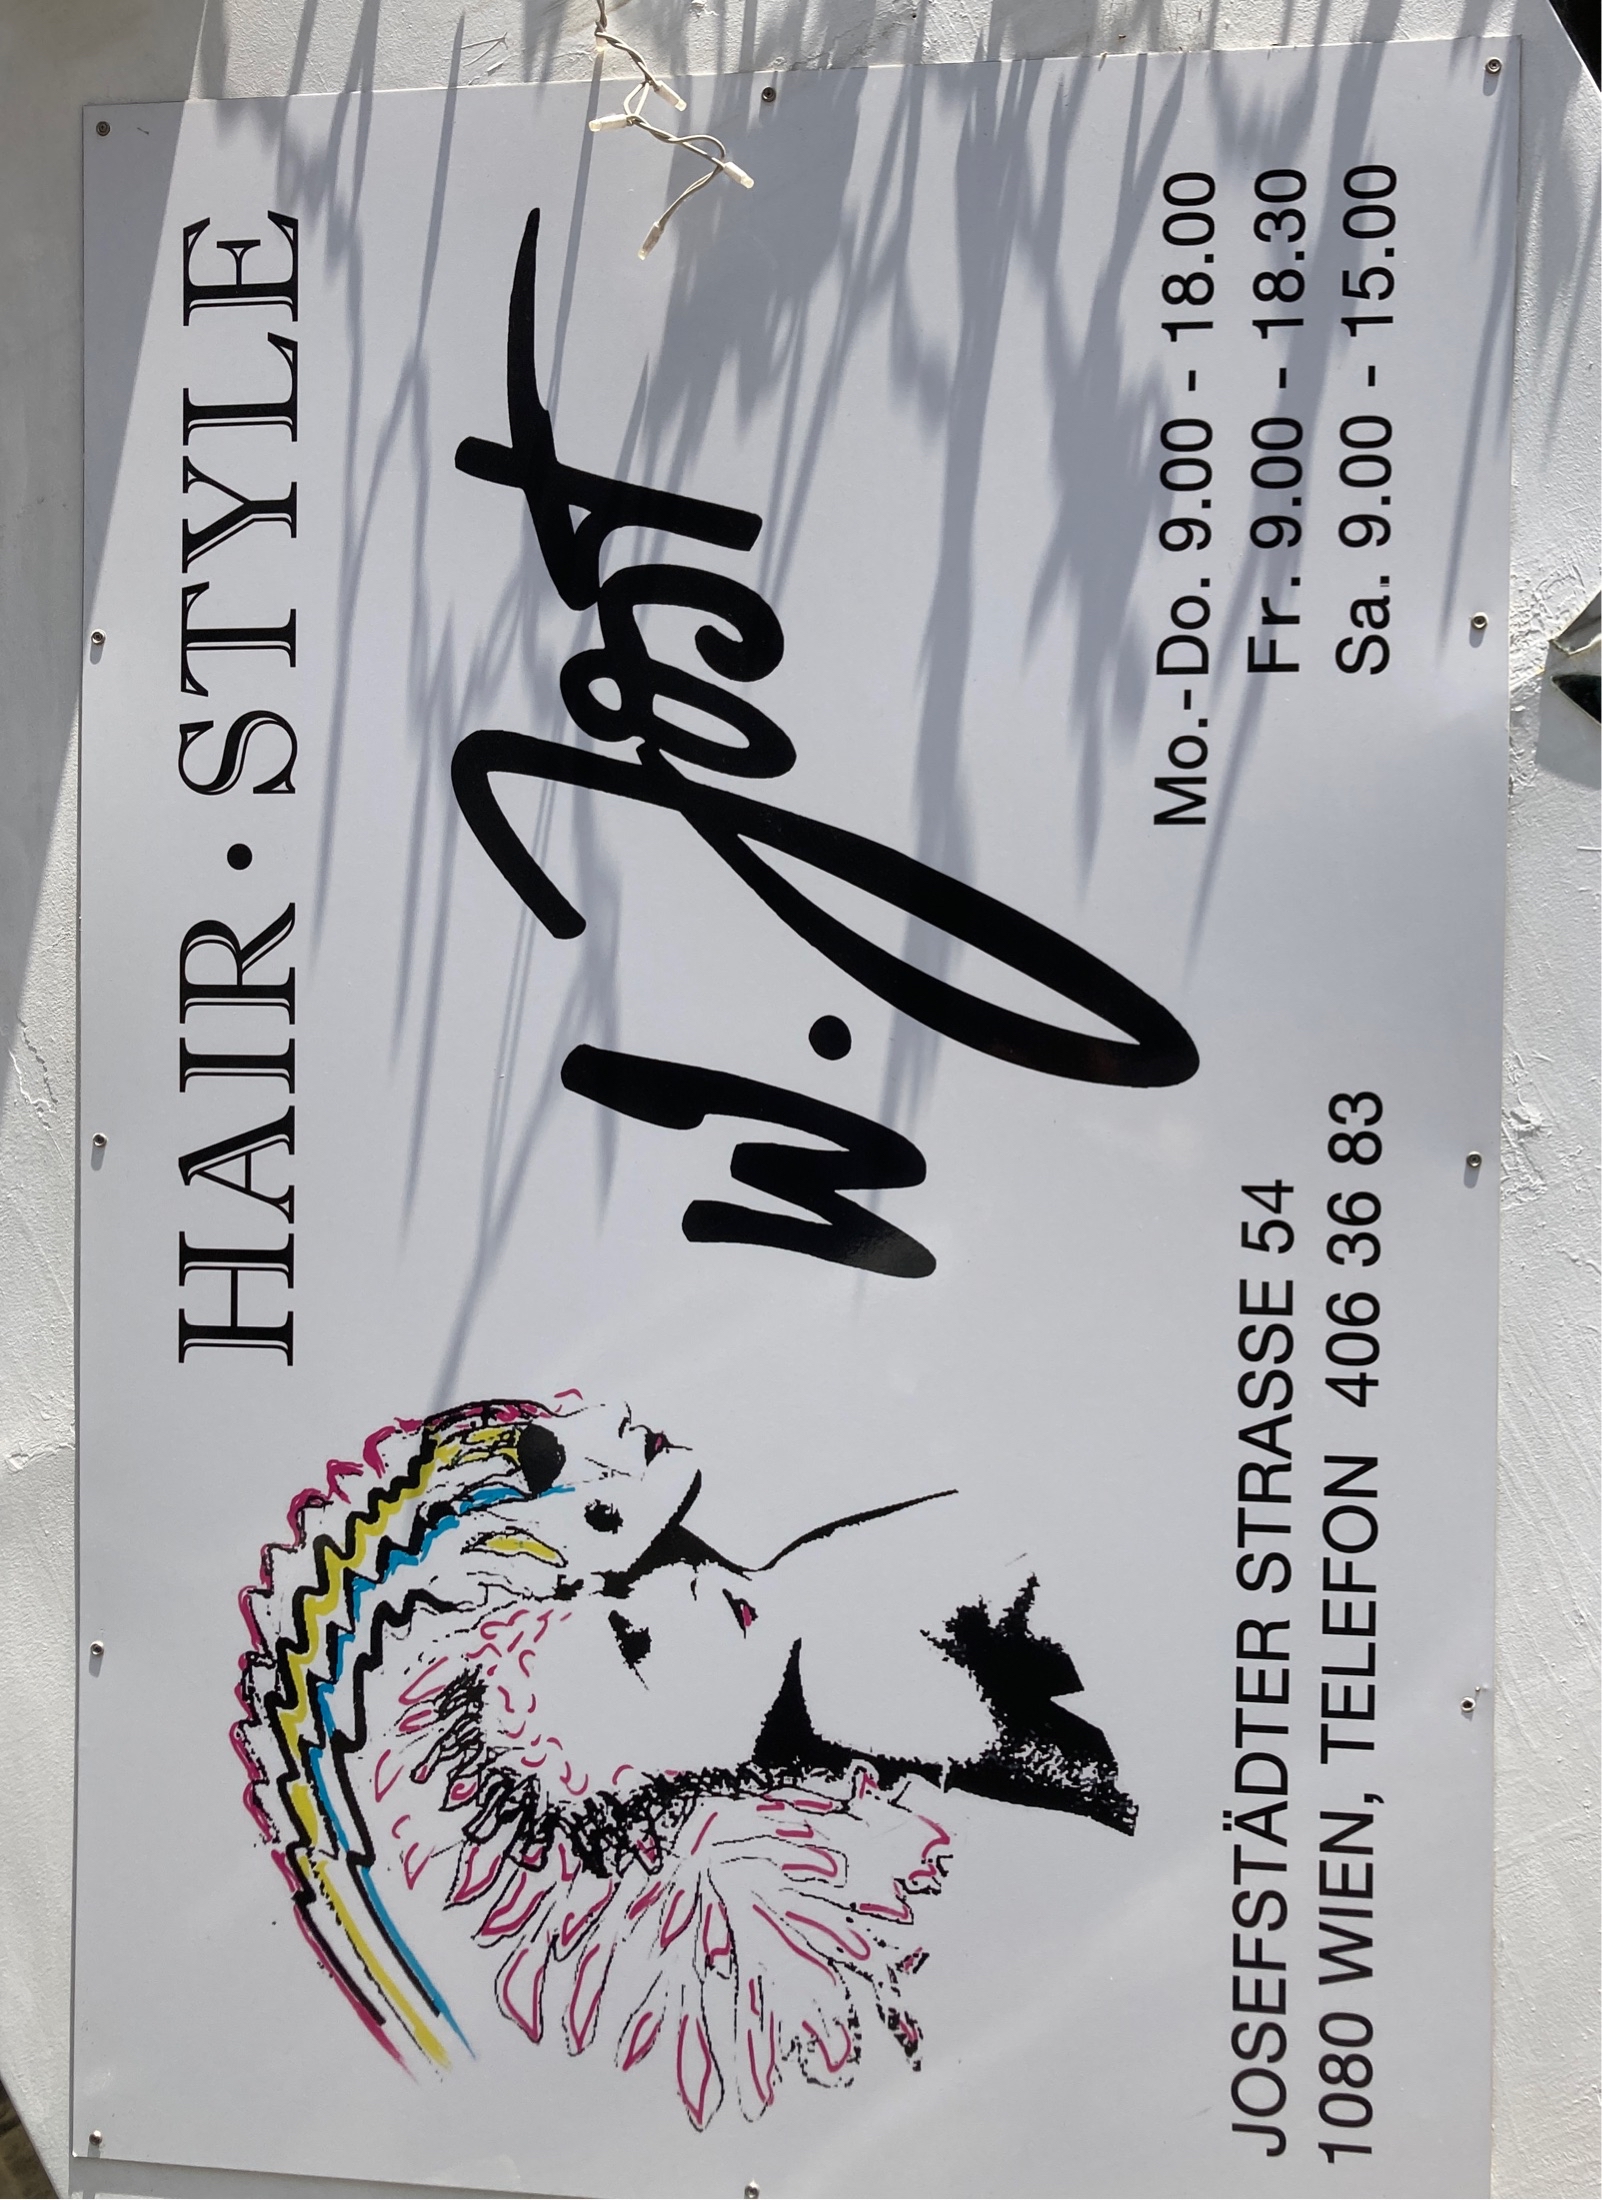 HAIR · STYLE
W. Jost
Mo.-Do. 9.00 - 18.00
Fr. 9.00 - 18.30
Sa. 9.00 - 15.00
JOSEFSTÄDTER STRASSE 54
1080 WIEN, TELEFON 406 36 83